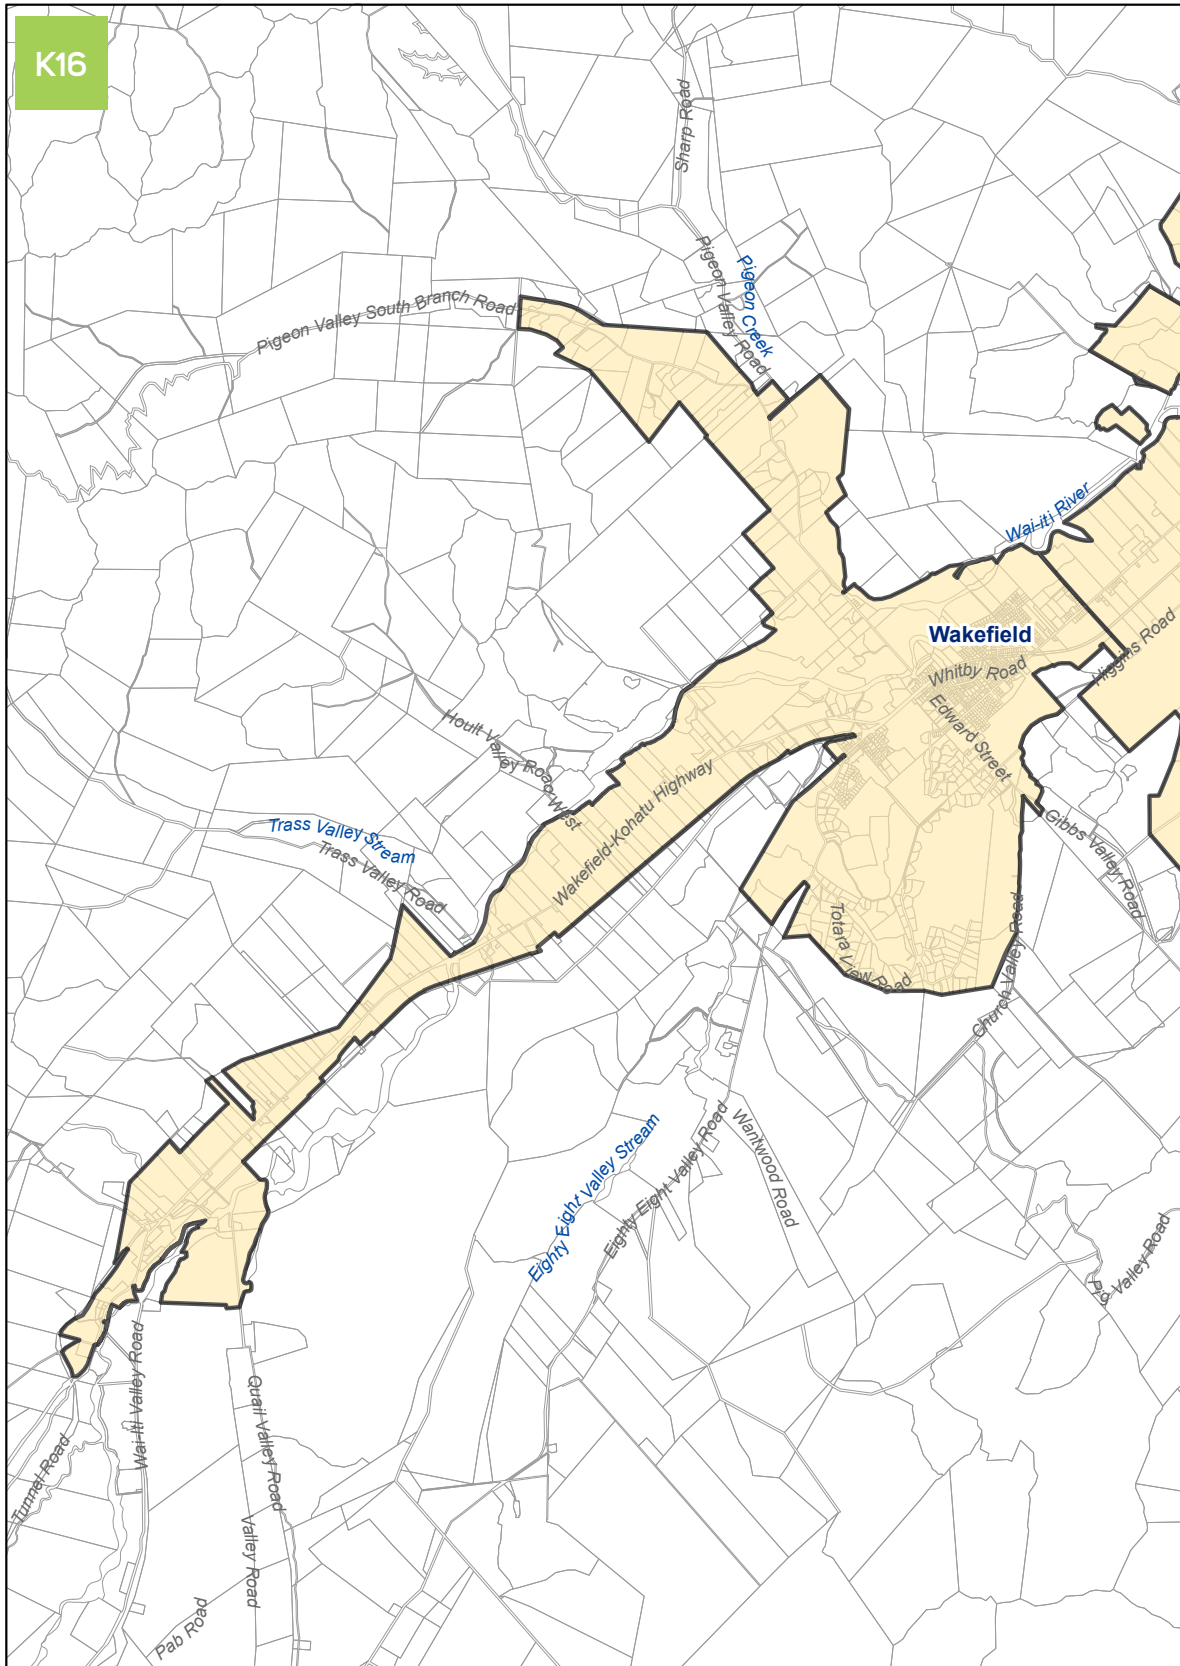 K16
Sharp Road
Pigeon Valley Road
Pigeon Creek
Pigeon Valley South Branch Road
Wai-iti River
Wakefield
Whitby Road
Higgins Road
Edward Street
Hoult Valley Road West
Wakefield-Kohatu Highway
Trass Valley Stream
Trass Valley Road
Gibbs Valley Road
Totara View Road
Church Valley Road
Eighty Eight Valley Stream
Eighty Eight Valley Road
Wantwood Road
Pig Valley Road
Wai-Iti Valley Road
Quail Valley Road
Tunnel Road
Valley Road
Pab Road